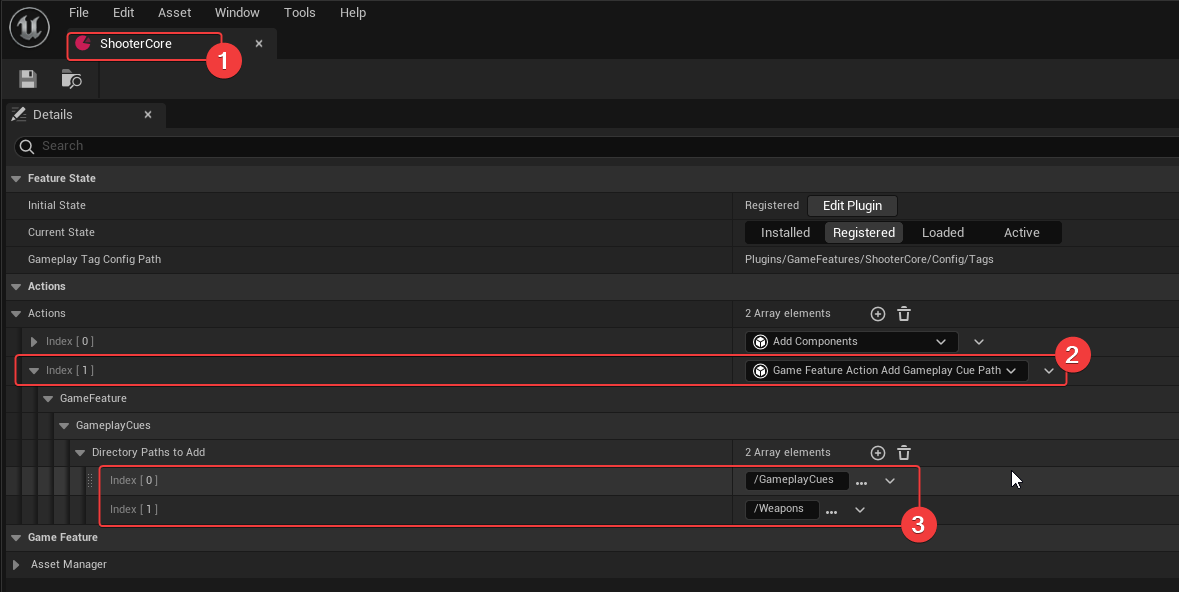 File Edit Asset Window Tools Help
ShooterCore
1
Details
Search
Feature State
Initial State Registered Edit Plugin
Current State Installed Registered Loaded Active
Gameplay Tag Config Path Plugins/GameFeatures/ShooterCore/Config/Tags
Actions
Actions 2 Array elements
Index [ 0 ] Add Components
2
Index [ 1 ] Game Feature Action Add Gameplay Cue Path
GameFeature
GameplayCues
Directory Paths to Add 2 Array elements
Index [ 0 ] /GameplayCues ...
Index [ 1 ] /Weapons ...
3
Game Feature
Asset Manager